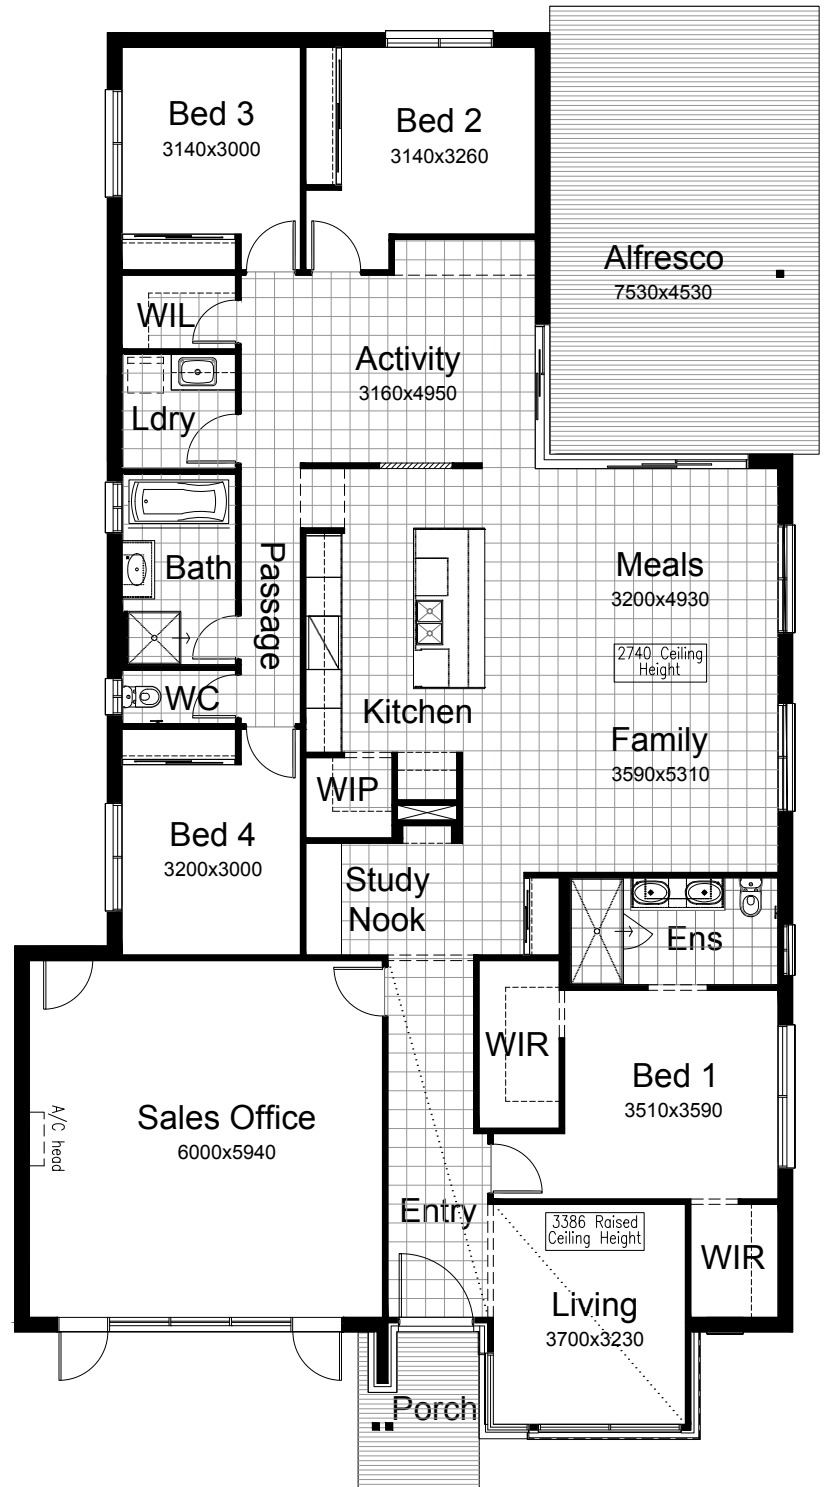 Bed 3
3140x3000
Bed 2
3140x3260
Alfresco
7530x4530
WIL
Activity
3160x4950
Ldry
Bath
Passage
Meals
3200x4930
2740 Ceiling
Height
WC
Kitchen
Family
3590x5310
WIP
Bed 4
3200x3000
Study
Nook
Ens
WIR
Bed 1
3510x3590
Sales Office
6000x5940
A/C head
Entry
3386 Raised
Ceiling Height
WIR
Living
3700x3230
Porch